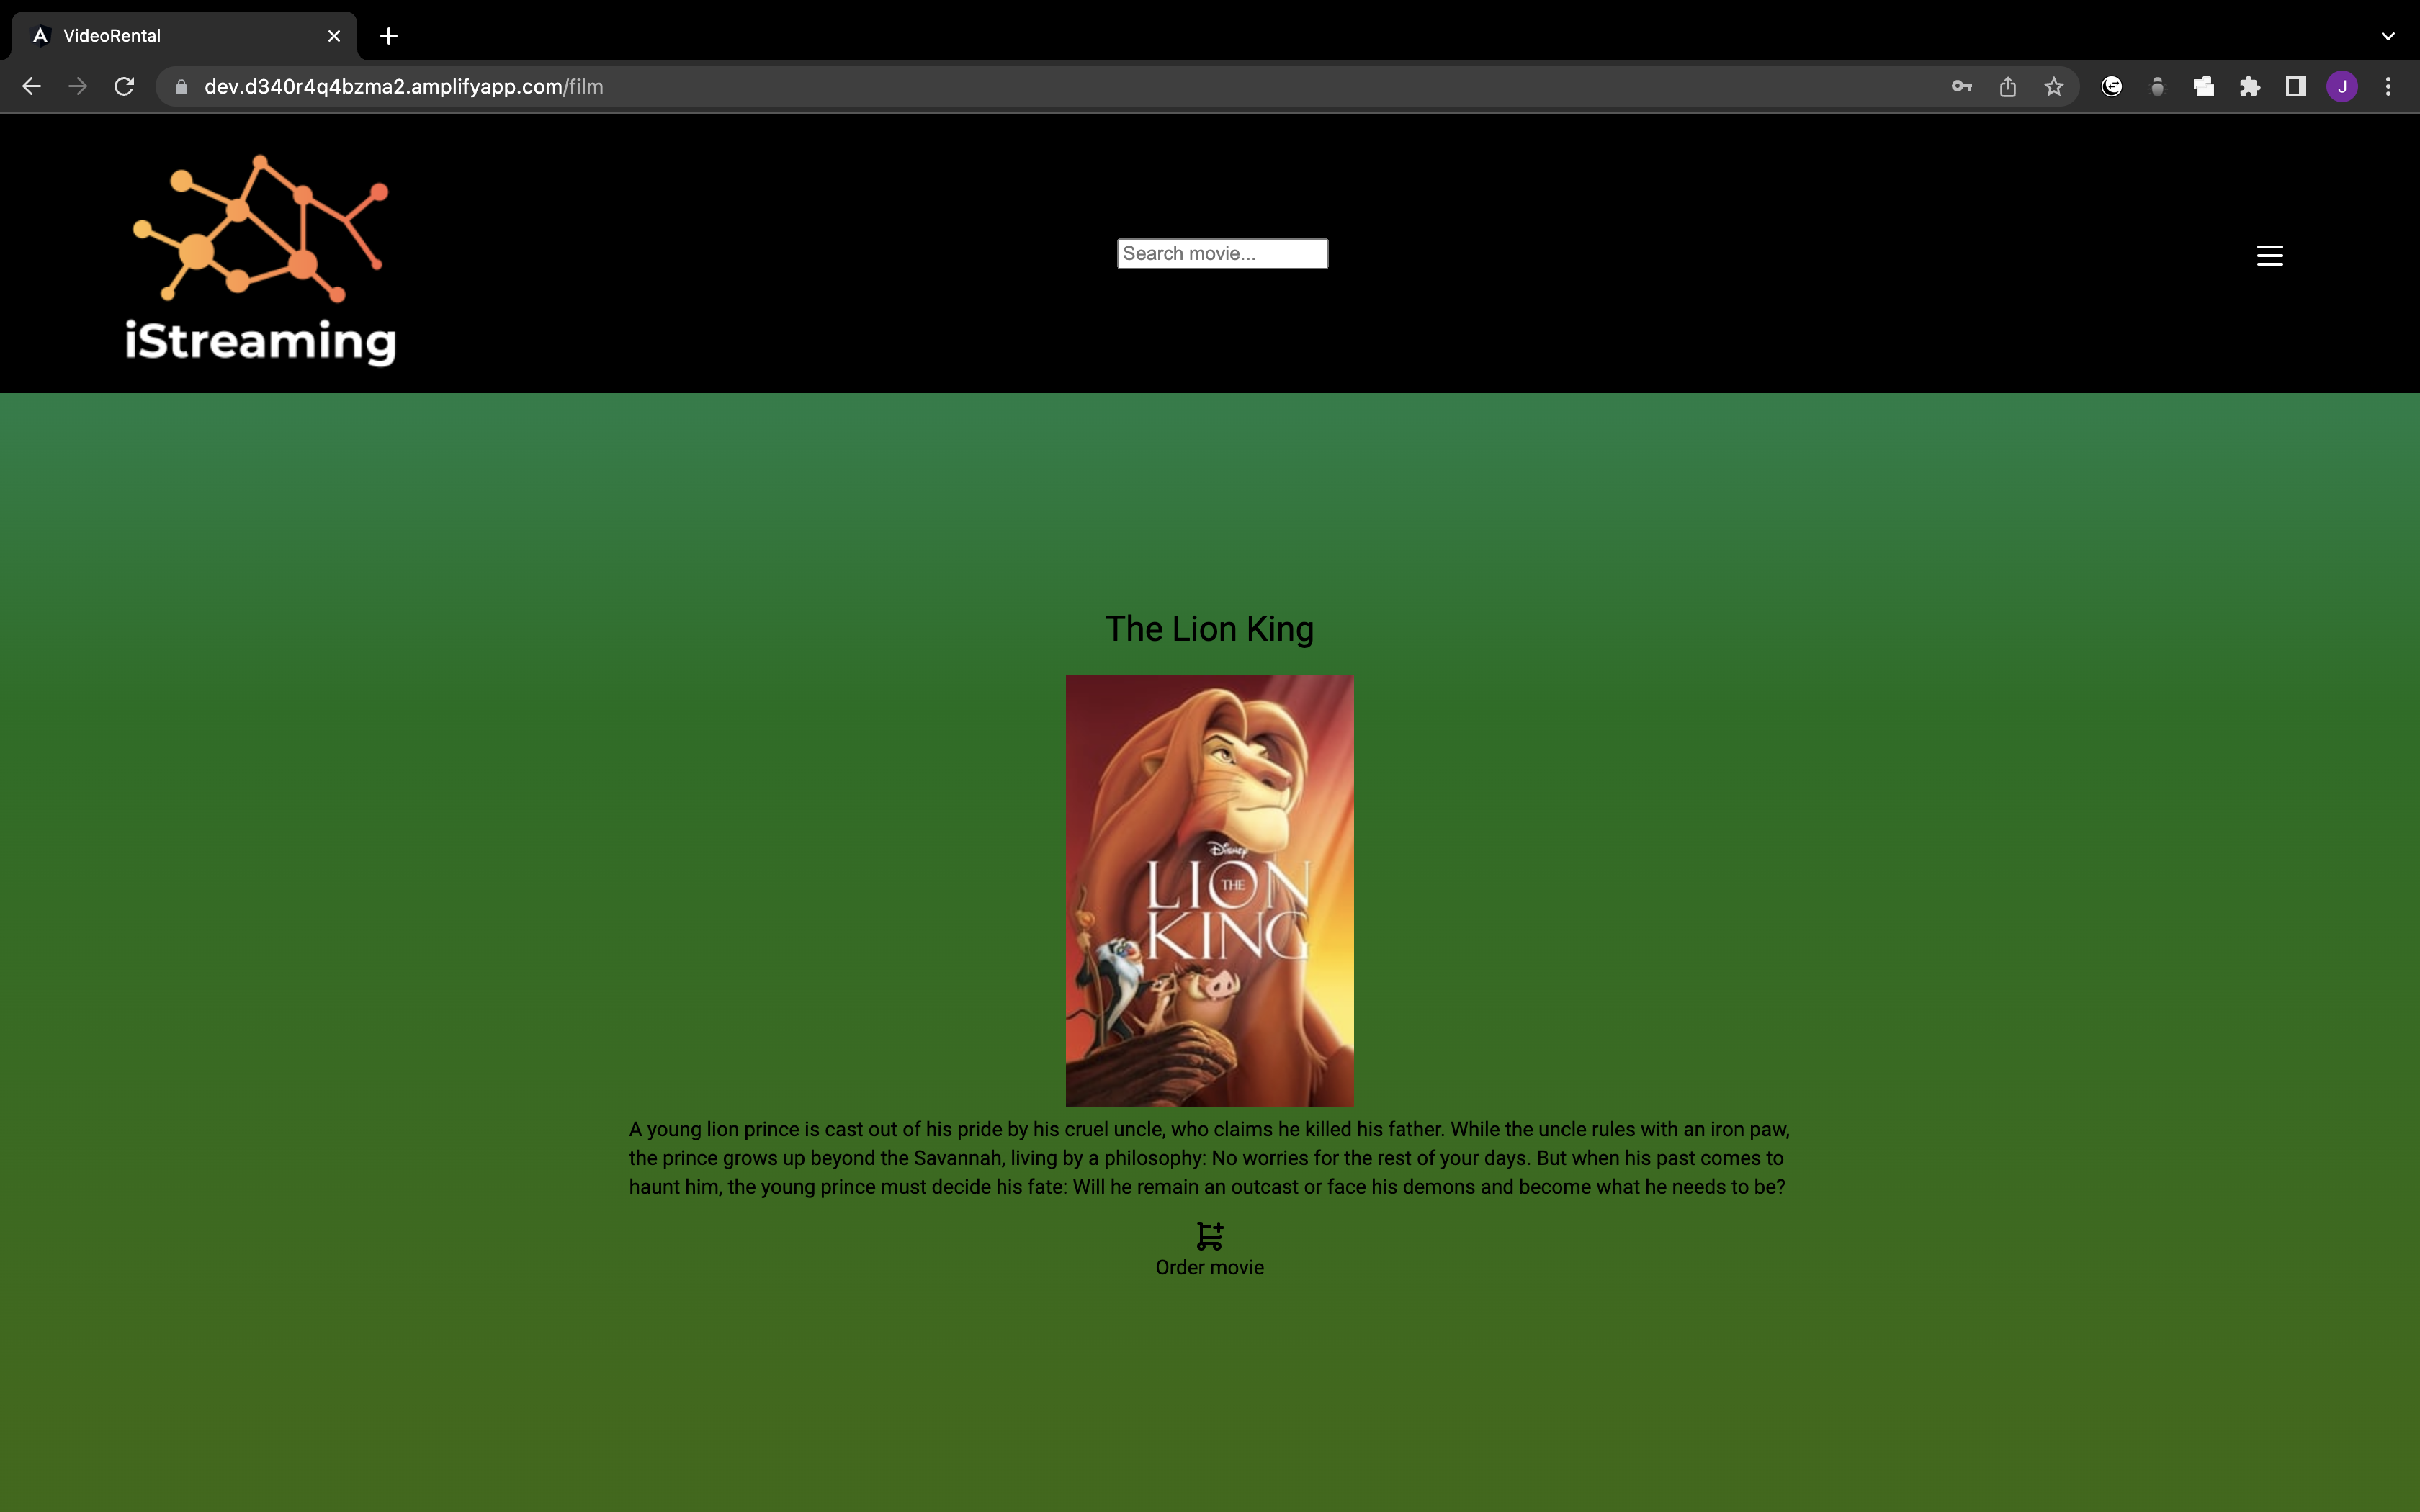 VideoRental
dev.d340r4q4bzma2.amplifyapp.com/film
J
iStreaming
Search movie...
The Lion King
Disney
LION
THE
KING
A young lion prince is cast out of his pride by his cruel uncle, who claims he killed his father. While the uncle rules with an iron paw,
the prince grows up beyond the Savannah, living by a philosophy: No worries for the rest of your days. But when his past comes to
haunt him, the young prince must decide his fate: Will he remain an outcast or face his demons and become what he needs to be?
Order movie